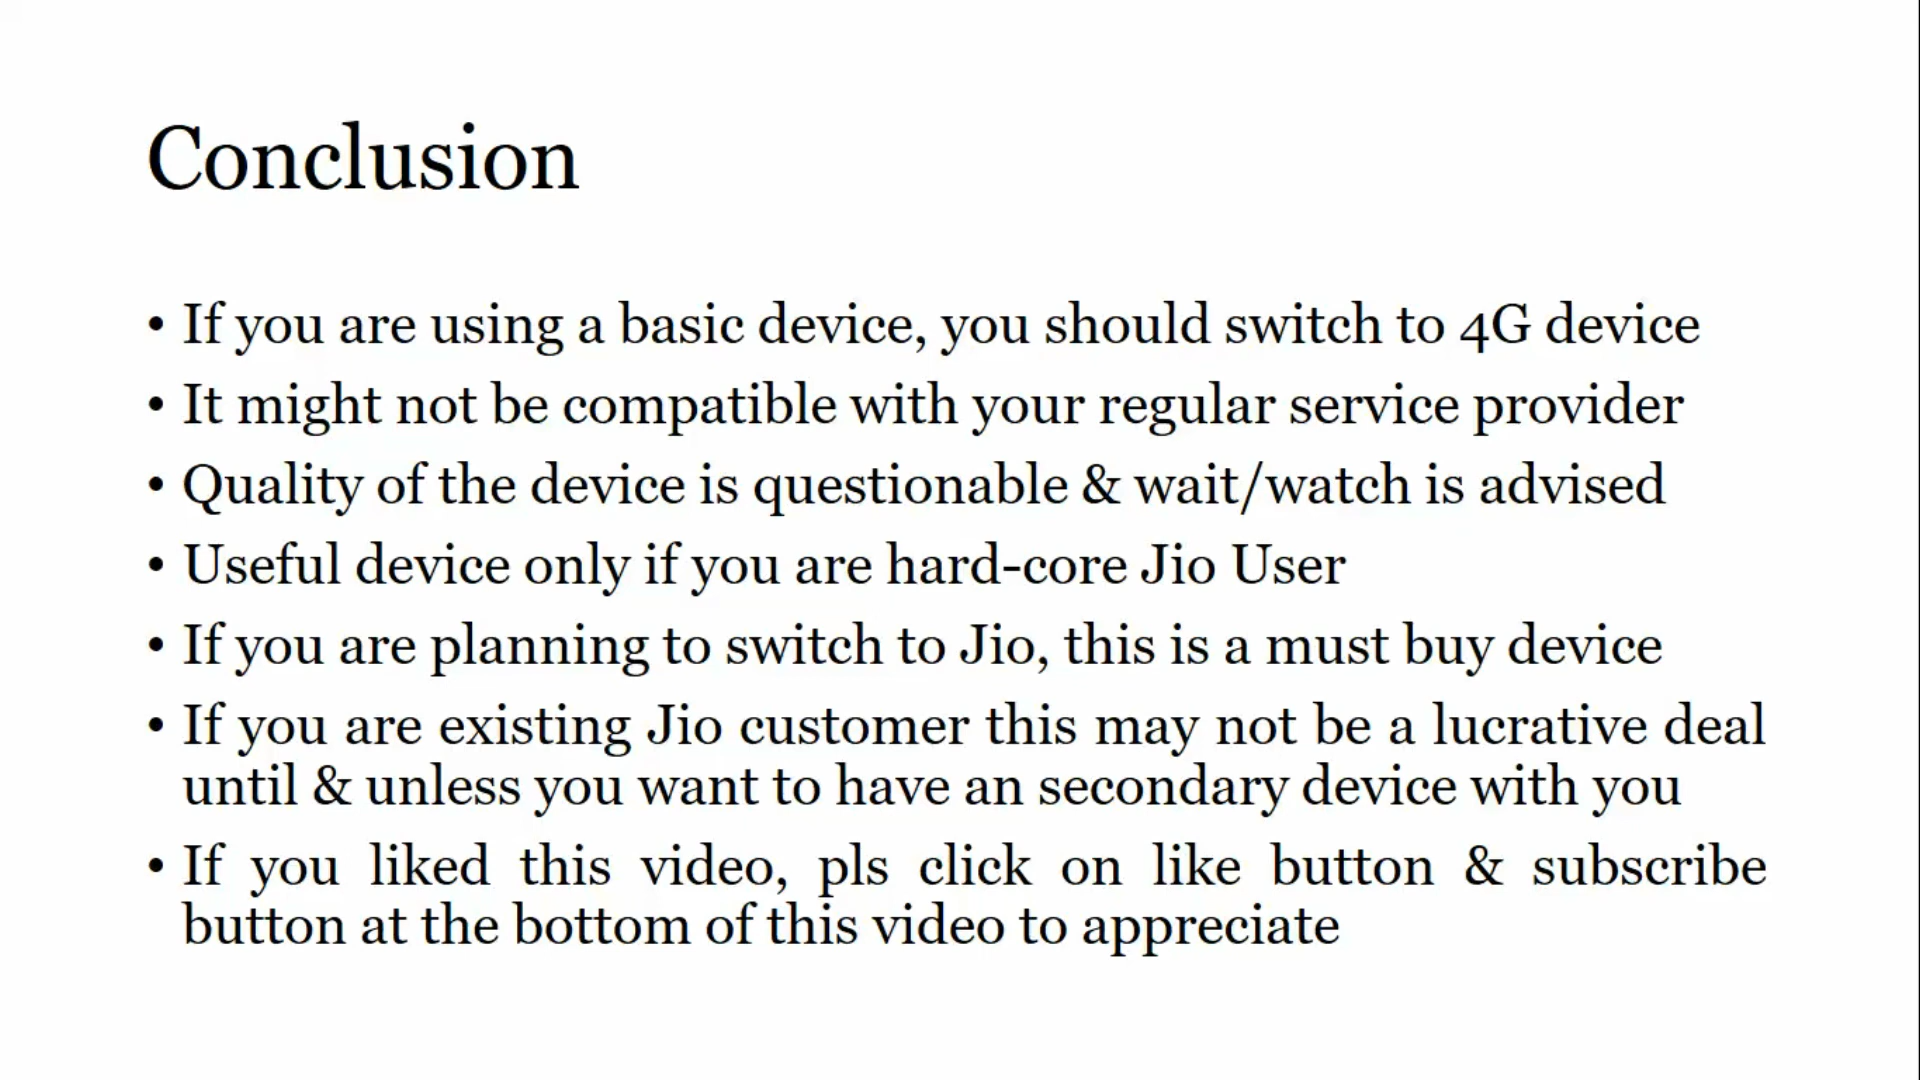 Conclusion
• If you are using a basic device, you should switch to 4G device
• It might not be compatible with your regular service provider
• Quality of the device is questionable & wait/watch is advised
• Useful device only if you are hard-core Jio User
• If you are planning to switch to Jio, this is a must buy device
• If you are existing Jio customer this may not be a lucrative deal
until & unless you want to have an secondary device with you
• If you liked this video, pls click on like button & subscribe
button at the bottom of this video to appreciate